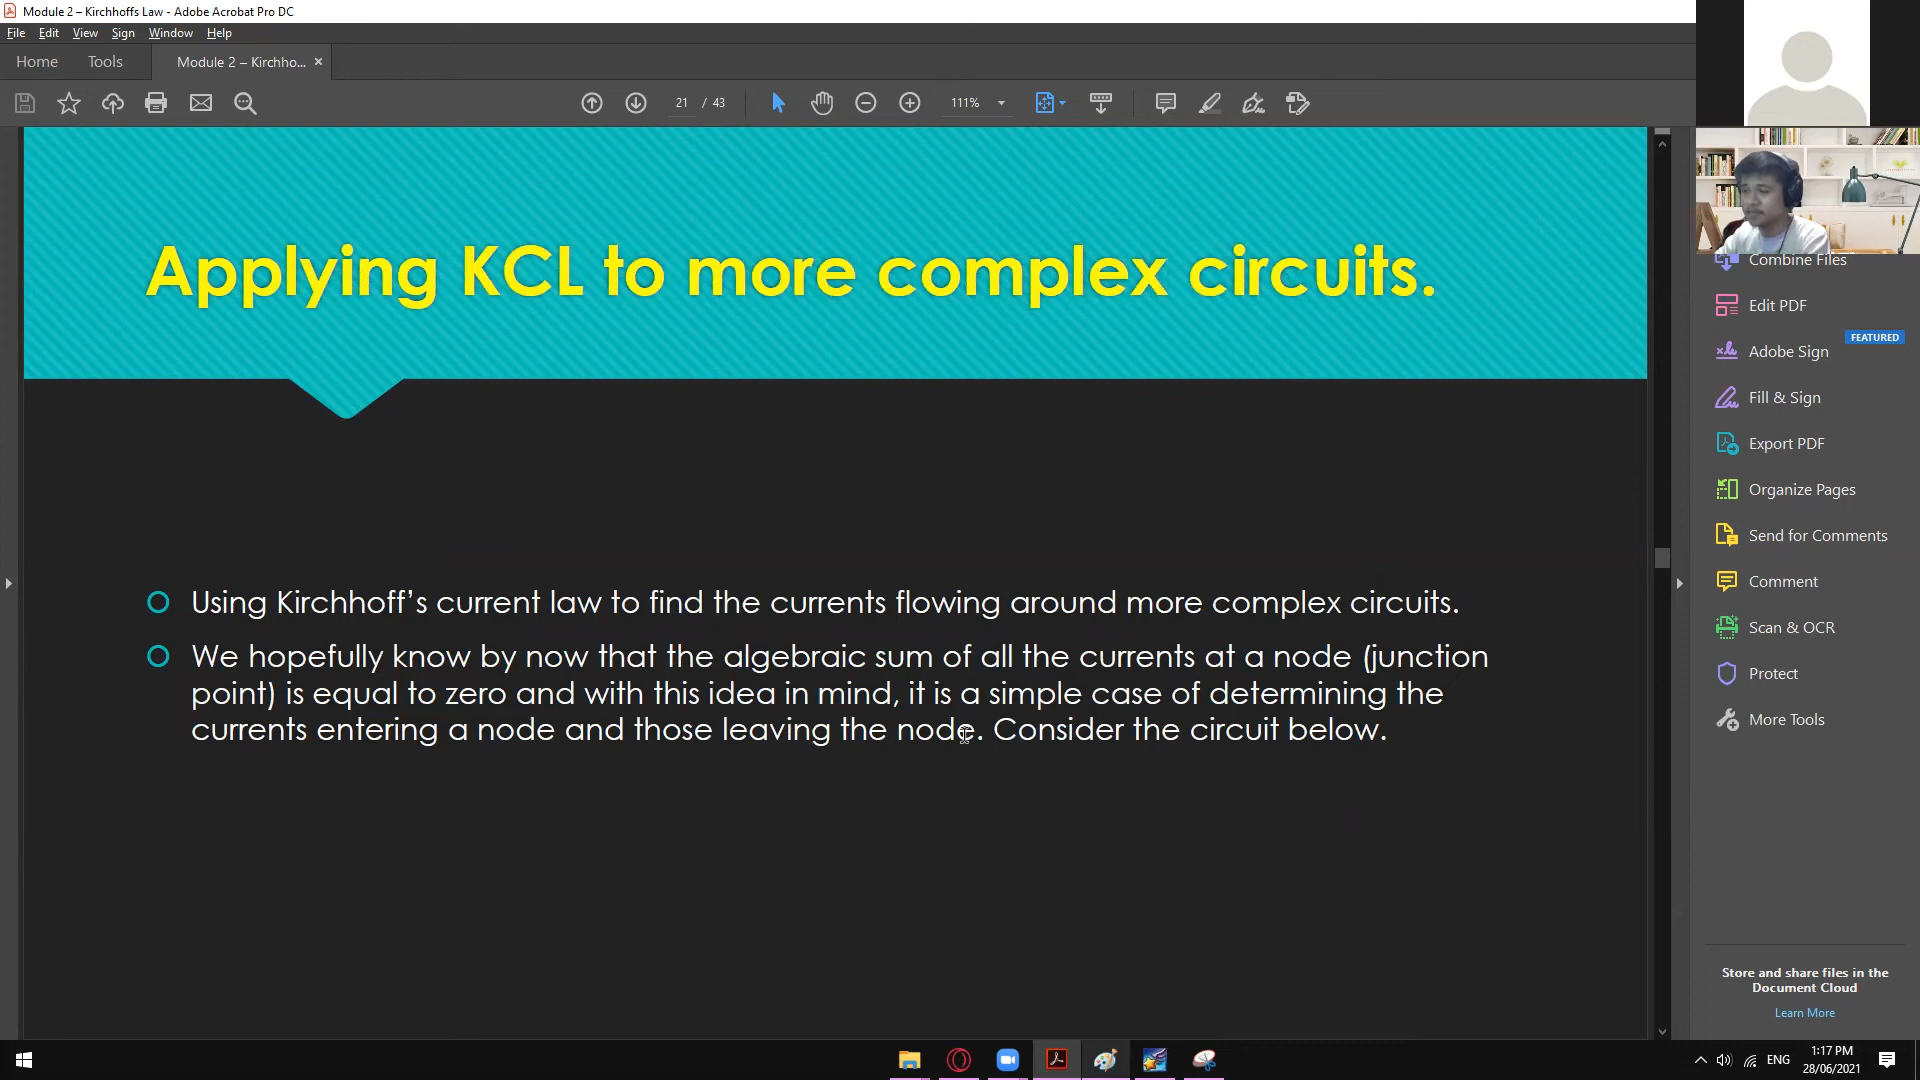 Module 2 – Kirchhoffs Law - Adobe Acrobat Pro DC
File Edit View Sign Window Help
Home Tools Module 2 – Kirchho... ×
21 / 43 111%
Applying KCL to more complex circuits.
Using Kirchhoff’s current law to find the currents flowing around more complex circuits.
We hopefully know by now that the algebraic sum of all the currents at a node (junction
point) is equal to zero and with this idea in mind, it is a simple case of determining the
currents entering a node and those leaving the node. Consider the circuit below.
Combine Files
Edit PDF
FEATURED
Adobe Sign
Fill & Sign
Export PDF
Organize Pages
Send for Comments
Comment
Scan & OCR
Protect
More Tools
Store and share files in the
Document Cloud
Learn More
ENG
1:17 PM
28/06/2021